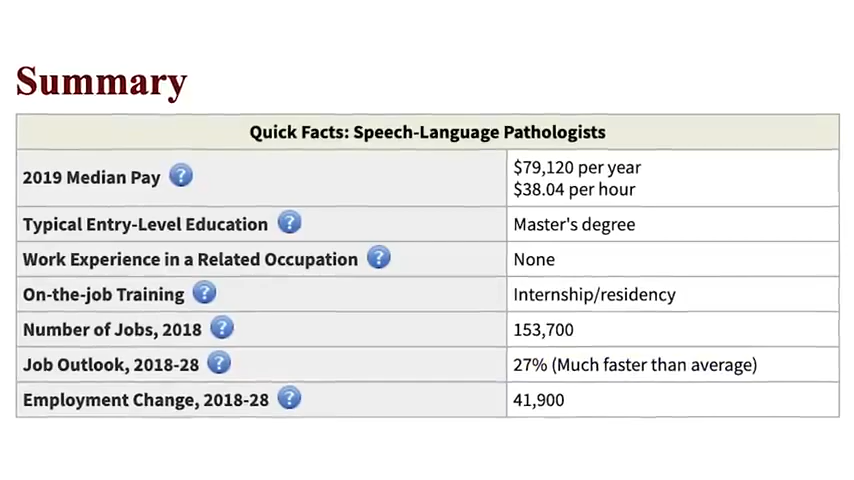 Summary
Quick Facts: Speech-Language Pathologists
2019 Median Pay ?
$79,120 per year
$38.04 per hour
Typical Entry-Level Education ?
Master's degree
Work Experience in a Related Occupation ?
None
On-the-job Training ?
Internship/residency
Number of Jobs, 2018 ?
153,700
Job Outlook, 2018-28 ?
27% (Much faster than average)
Employment Change, 2018-28 ?
41,900